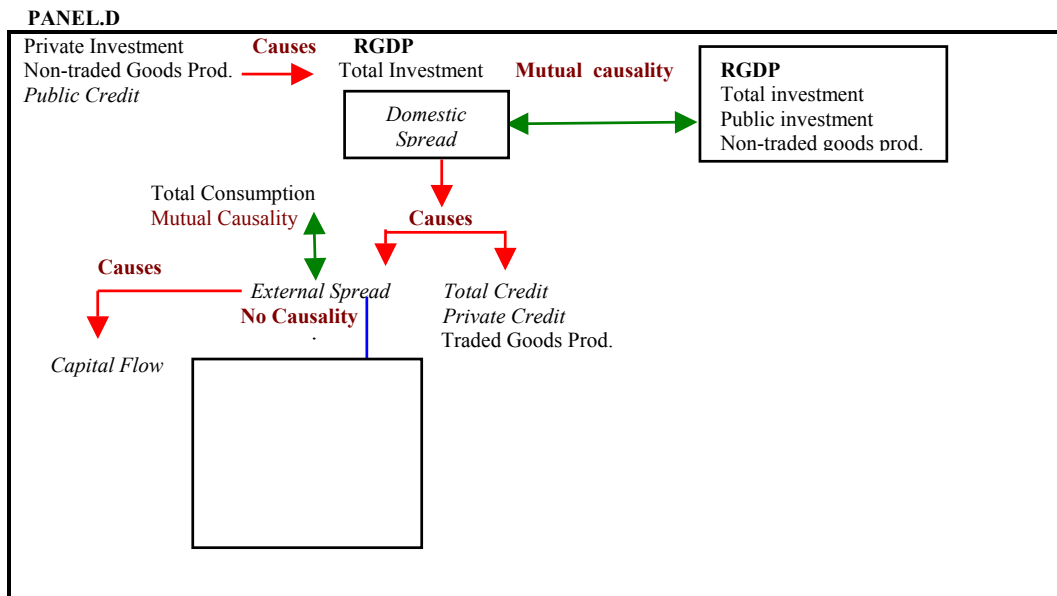 PANEL.D
Private Investment
Non-traded Goods Prod.
Public Credit
Causes
RGDP
Total Investment
Mutual causality
RGDP
Total investment
Public investment
Non-traded goods prod.
Domestic
Spread
Total Consumption
Mutual Causality
Causes
Causes
External Spread
No Causality
.
Total Credit
Private Credit
Traded Goods Prod.
Capital Flow